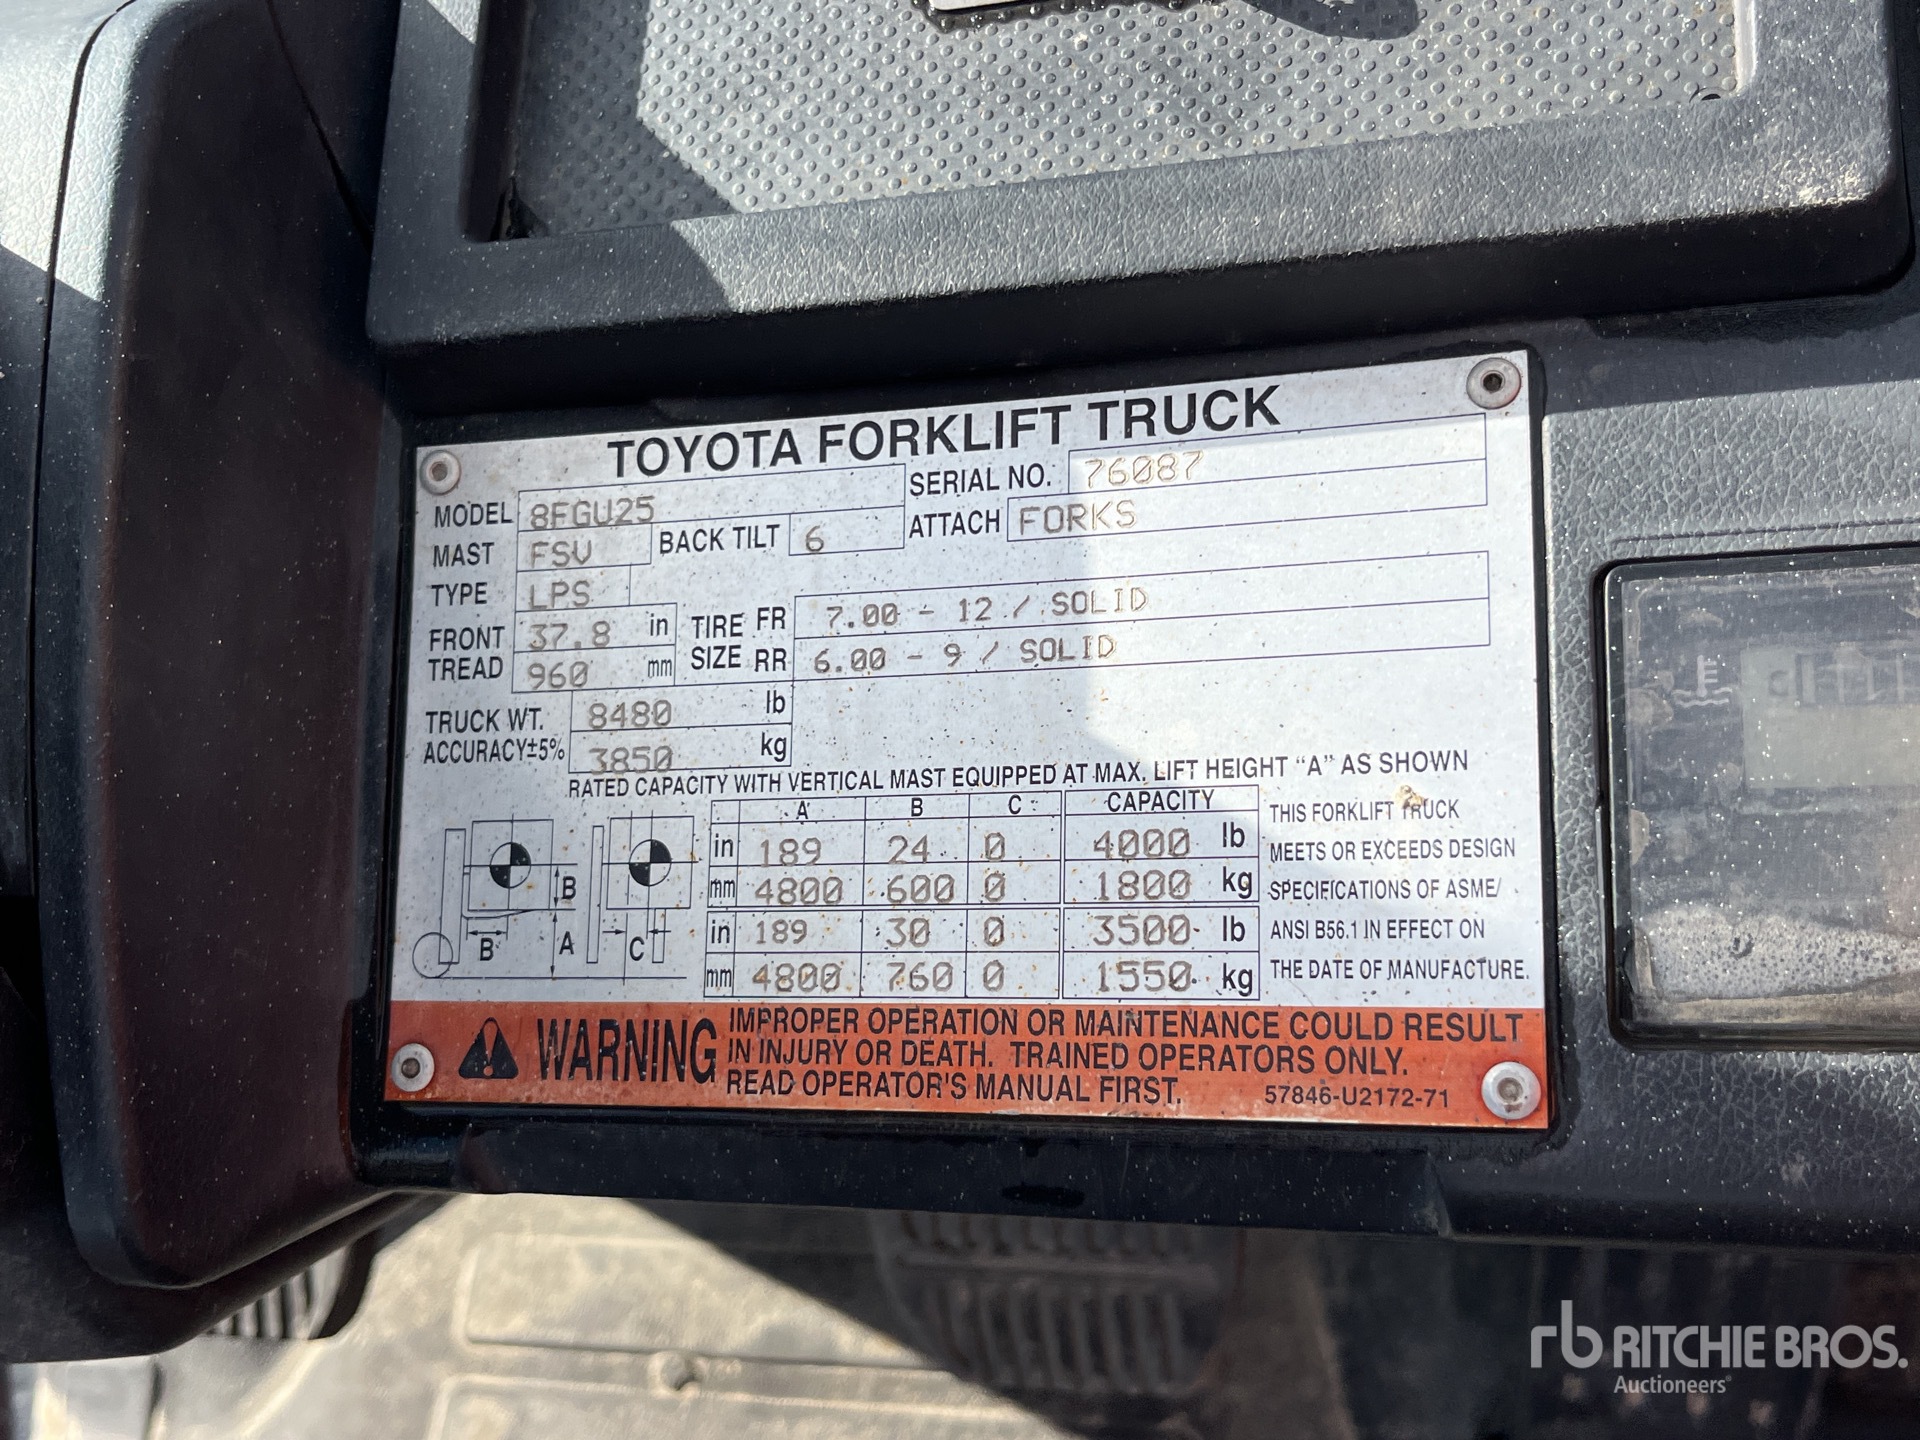 TOYOTA FORKLIFT TRUCK
MODEL 8FGU25 SERIAL NO. 76087
MAST FSV BACK TILT 6 ATTACH FORKS
TYPE LPS
FRONT TREAD 37.8 in TIRE SIZE FR 7.00 - 12 / SOLID
960 mm RR 6.00 - 9 / SOLID
TRUCK WT. 8480 lb
ACCURACY±5% 3850 kg
RATED CAPACITY WITH VERTICAL MAST EQUIPPED AT MAX. LIFT HEIGHT "A" AS SHOWN
A B C CAPACITY
in 189 24 0 4000 lb
mm 4800 600 0 1800 kg
in 189 30 0 3500 lb
mm 4800 760 0 1550 kg
B
B A C
THIS FORKLIFT TRUCK
MEETS OR EXCEEDS DESIGN
SPECIFICATIONS OF ASME/
ANSI B56.1 IN EFFECT ON
THE DATE OF MANUFACTURE.
WARNING
IMPROPER OPERATION OR MAINTENANCE COULD RESULT
IN INJURY OR DEATH. TRAINED OPERATORS ONLY.
READ OPERATOR'S MANUAL FIRST. 57846-U2172-71
rb RITCHIE BROS.
Auctioneers